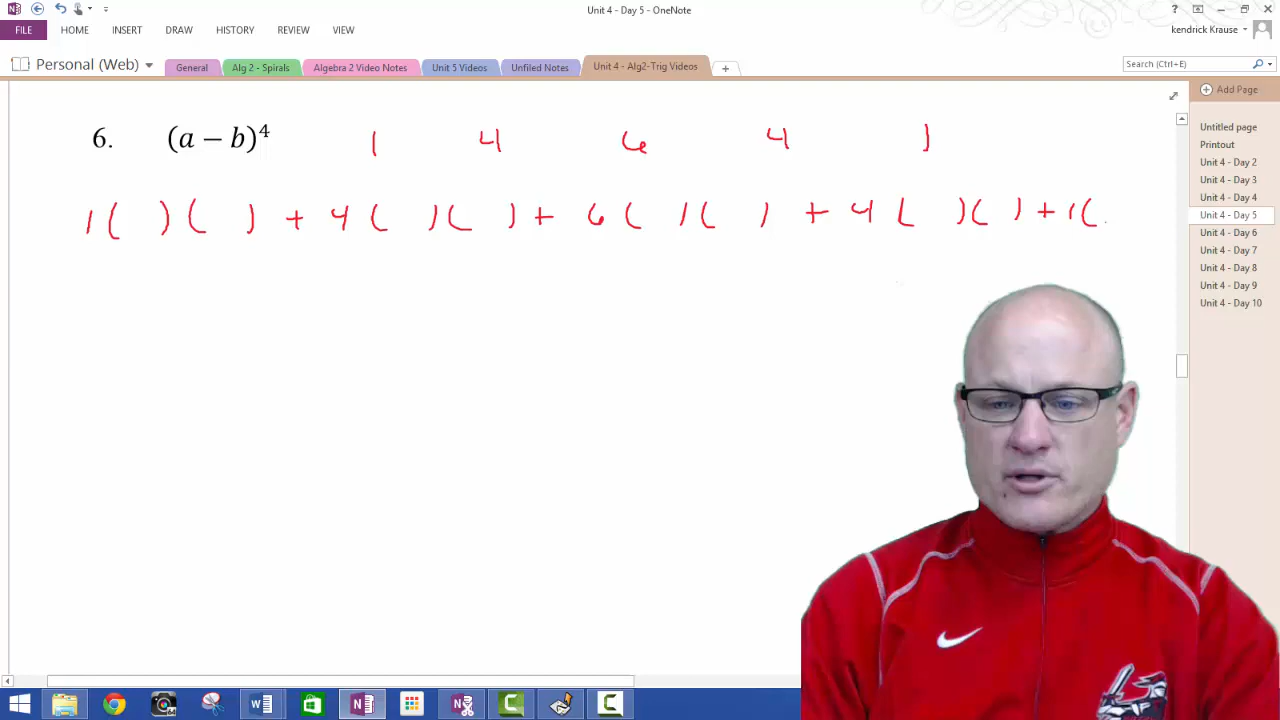 Unit 4 - Day 5 - OneNote
FILE HOME INSERT DRAW HISTORY REVIEW VIEW
kendrick Krause
Personal (Web) General Alg 2 - Spirals Algebra 2 Video Notes Unit 5 Videos Unfiled Notes Unit 4 - Alg2-Trig Videos
Search (Ctrl+E)
Add Page
Untitled page
Printout
Unit 4 - Day 2
Unit 4 - Day 3
Unit 4 - Day 4
Unit 4 - Day 5
Unit 4 - Day 6
Unit 4 - Day 7
Unit 4 - Day 8
Unit 4 - Day 9
Unit 4 - Day 10
6. (a − b)⁴ 1 4 6 4 1
1( )( ) + 4( )( ) + 6( )( ) + 4( )( ) + 1(